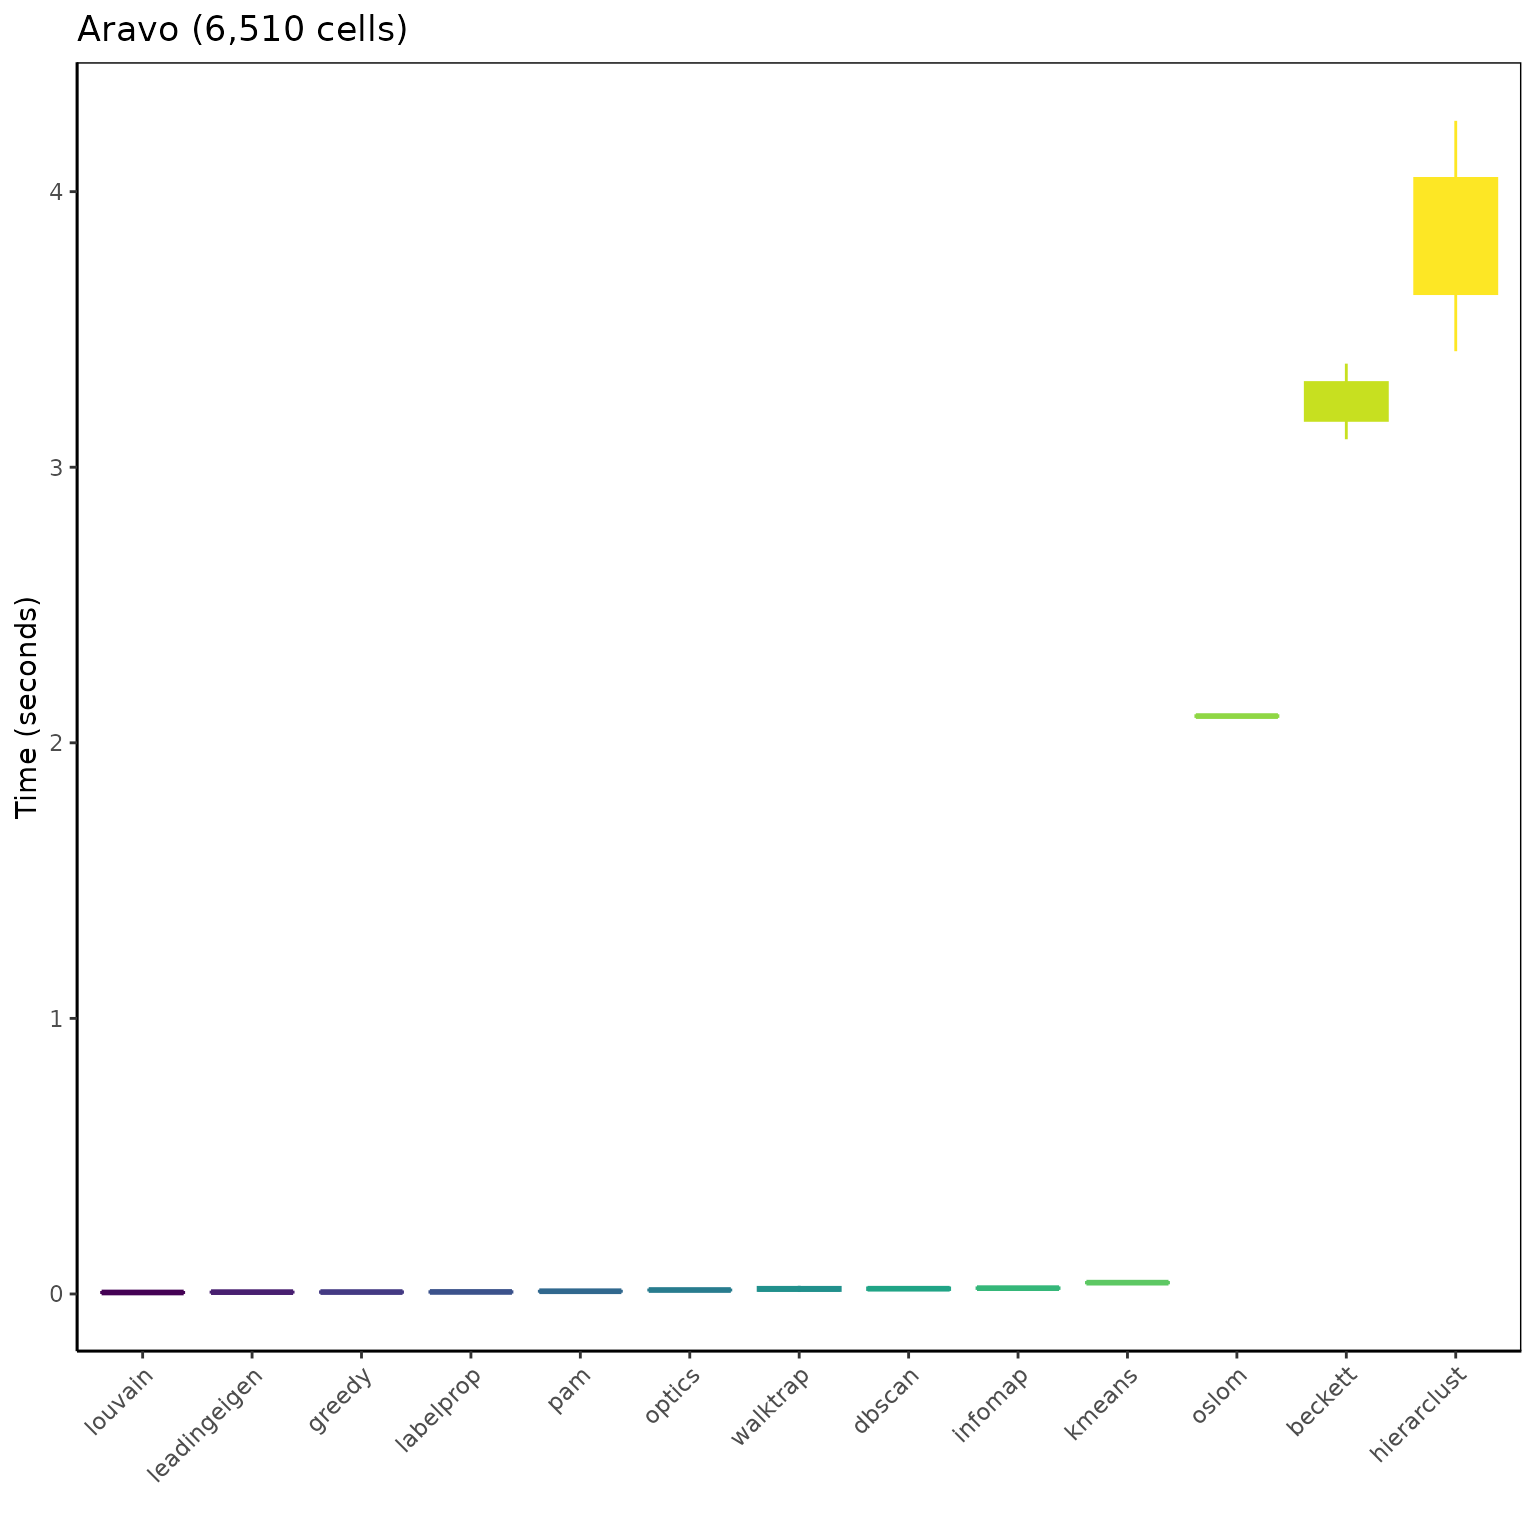 Aravo (6,510 cells)
Time (seconds)
4
3
2
1
0
louvain
leadingeigen
greedy
labelprop
pam
optics
walktrap
dbscan
infomap
kmeans
oslom
beckett
hierarclust